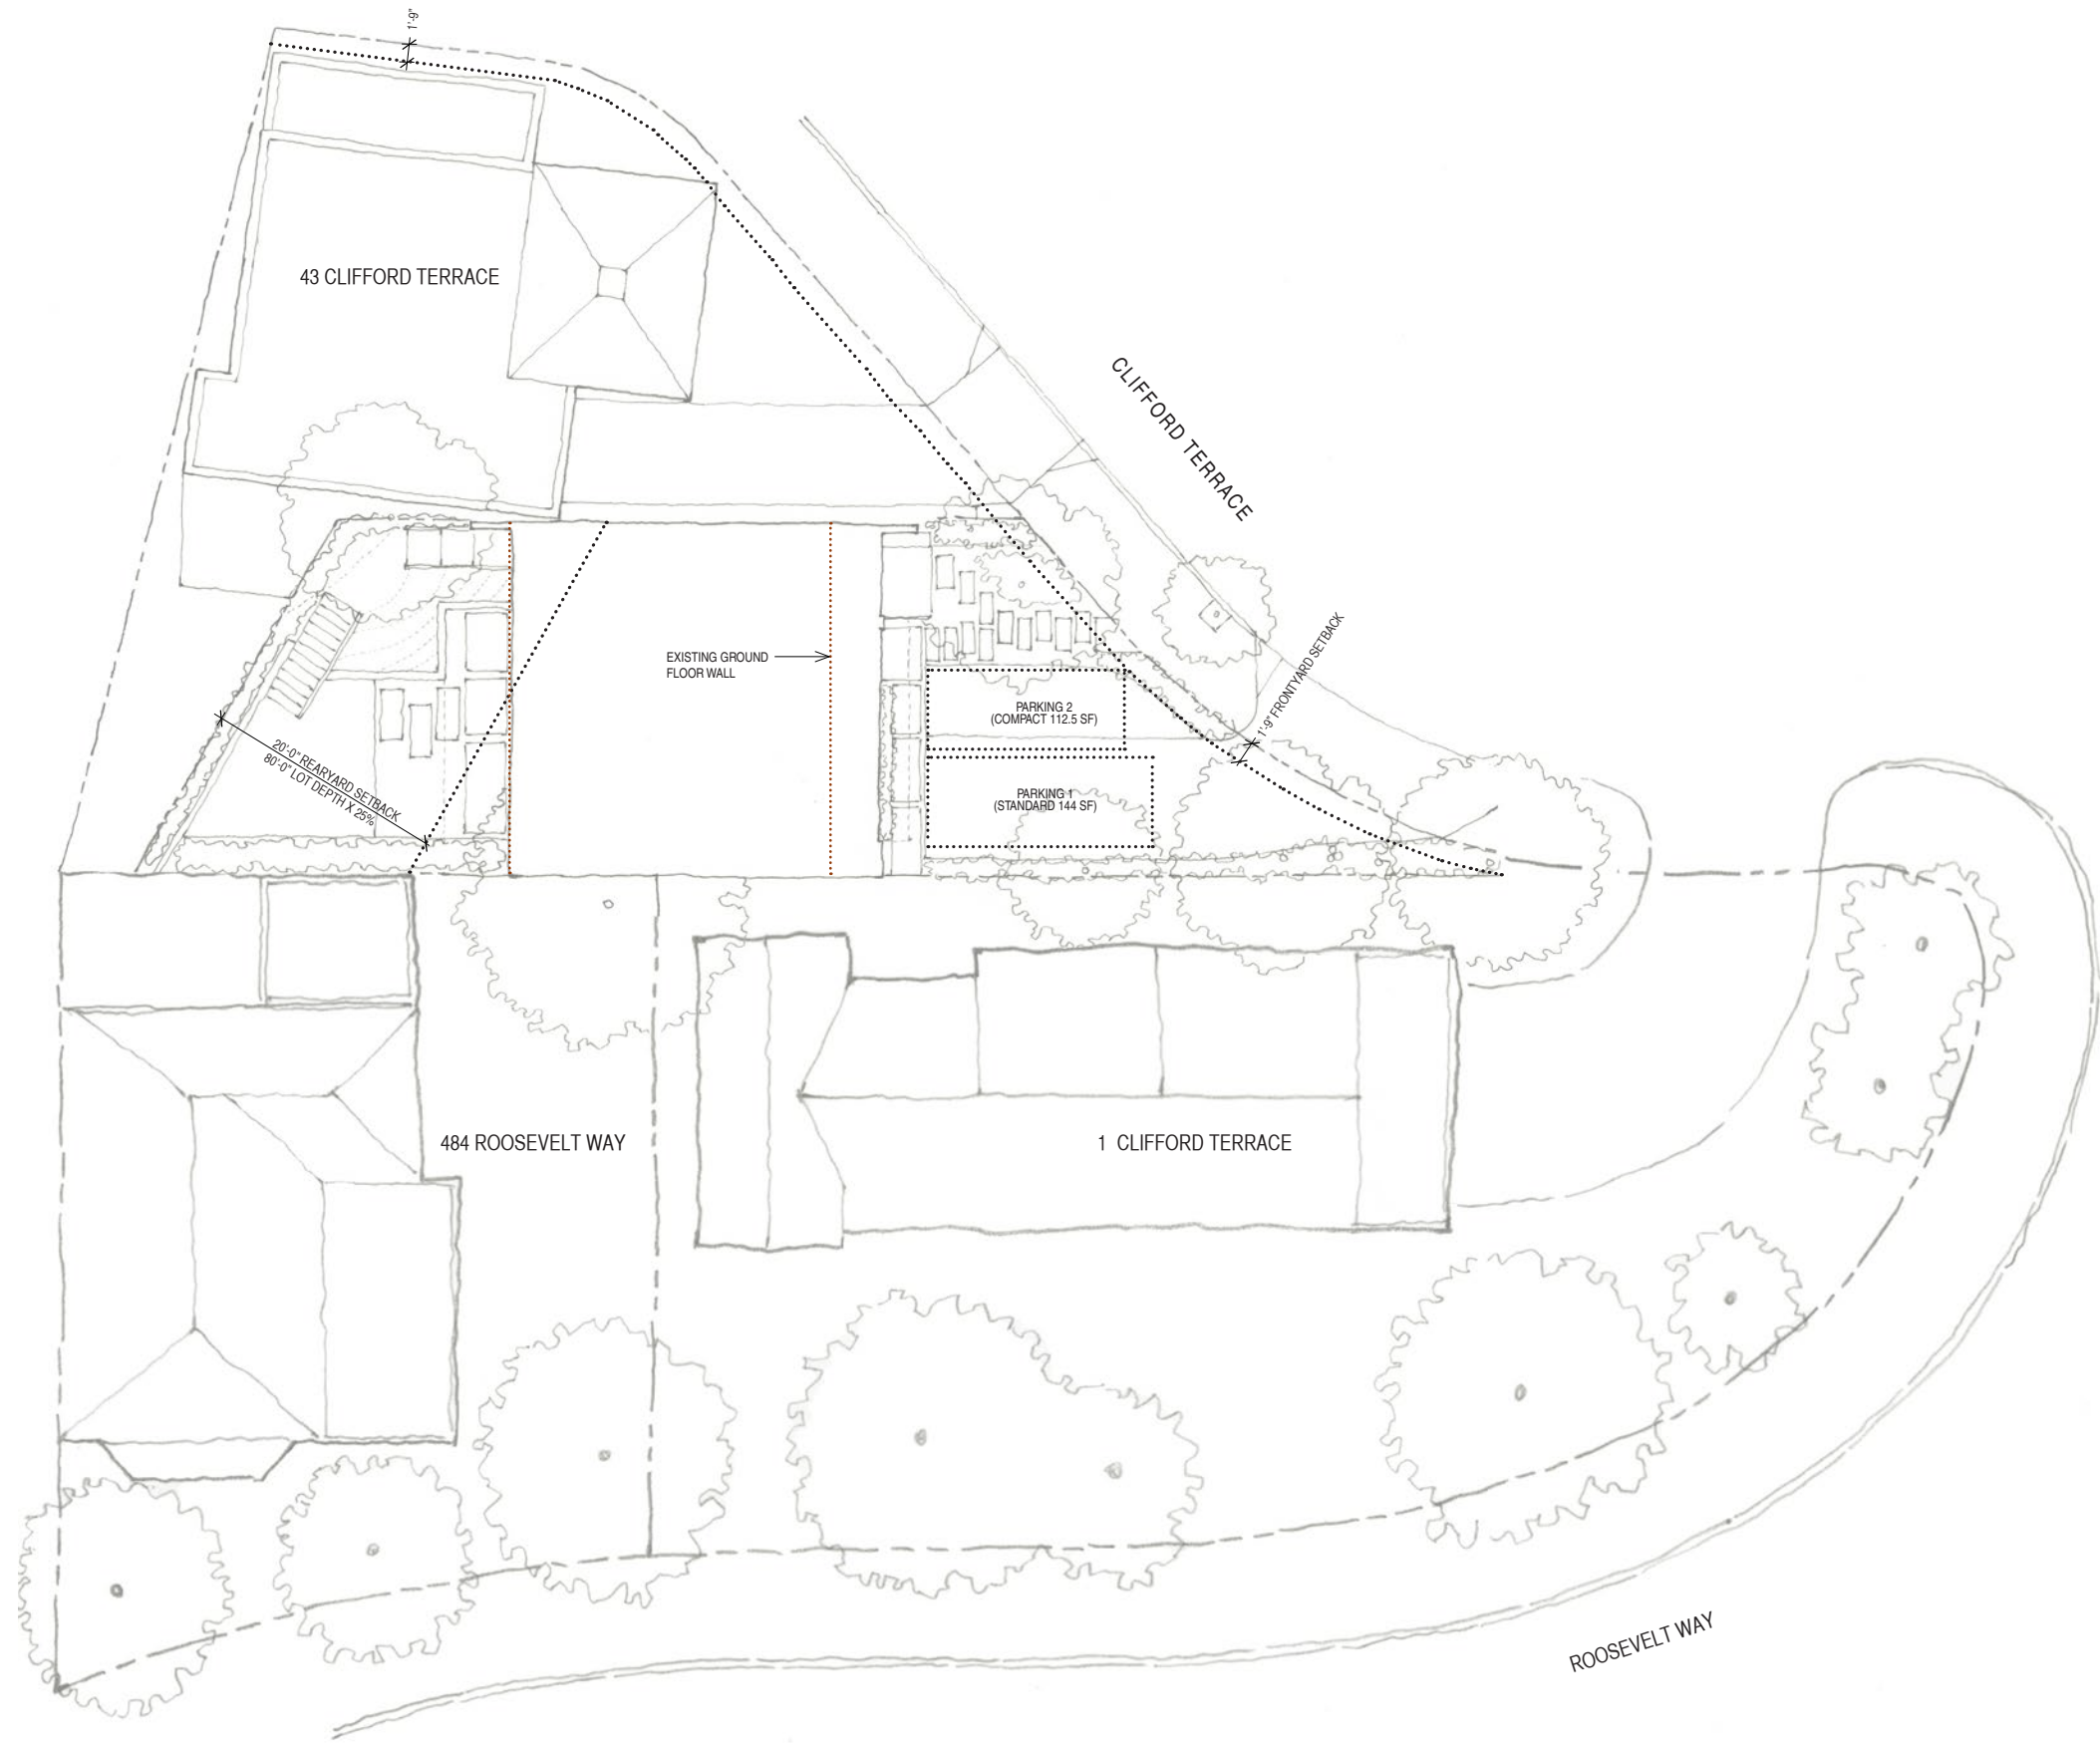 1'-9"
43 CLIFFORD TERRACE
CLIFFORD TERRACE
EXISTING GROUND
FLOOR WALL
1'-9" FRONTYARD SETBACK
PARKING 2
(COMPACT 112.5 SF)
20'-0" REARYARD SETBACK
80'-0" LOT DEPTH X 25%
PARKING 1
(STANDARD 144 SF)
484 ROOSEVELT WAY
1 CLIFFORD TERRACE
ROOSEVELT WAY